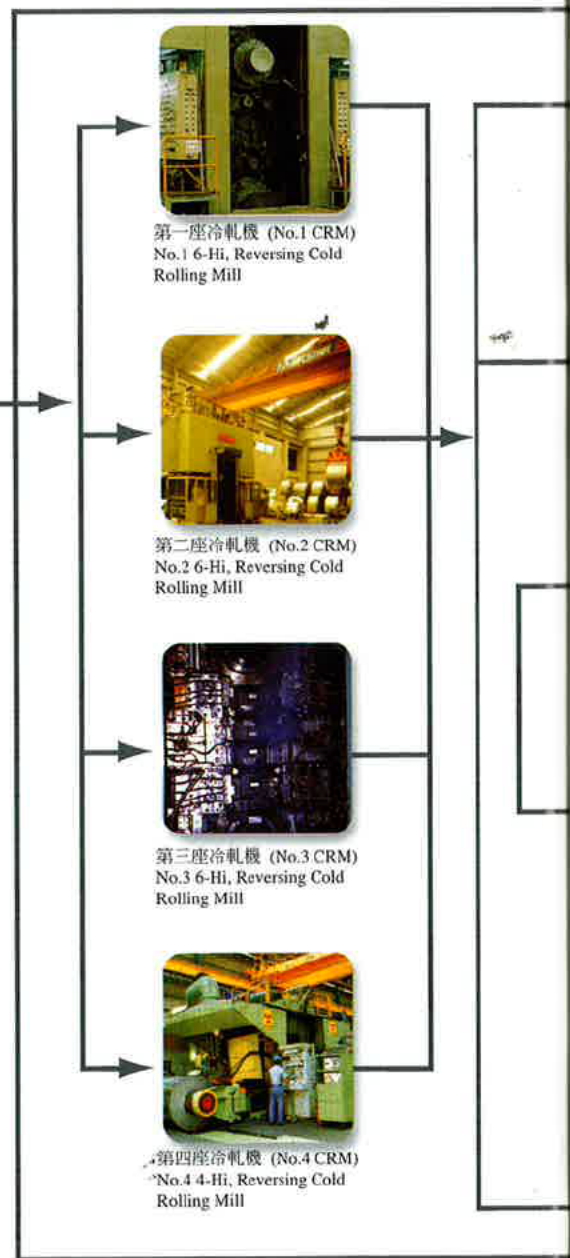 第一座冷軋機 (No.1 CRM)
No.1 6-Hi, Reversing Cold
Rolling Mill
第二座冷軋機 (No.2 CRM)
No.2 6-Hi, Reversing Cold
Rolling Mill
第三座冷軋機 (No.3 CRM)
No.3 6-Hi, Reversing Cold
Rolling Mill
第四座冷軋機 (No.4 CRM)
No.4 4-Hi, Reversing Cold
Rolling Mill